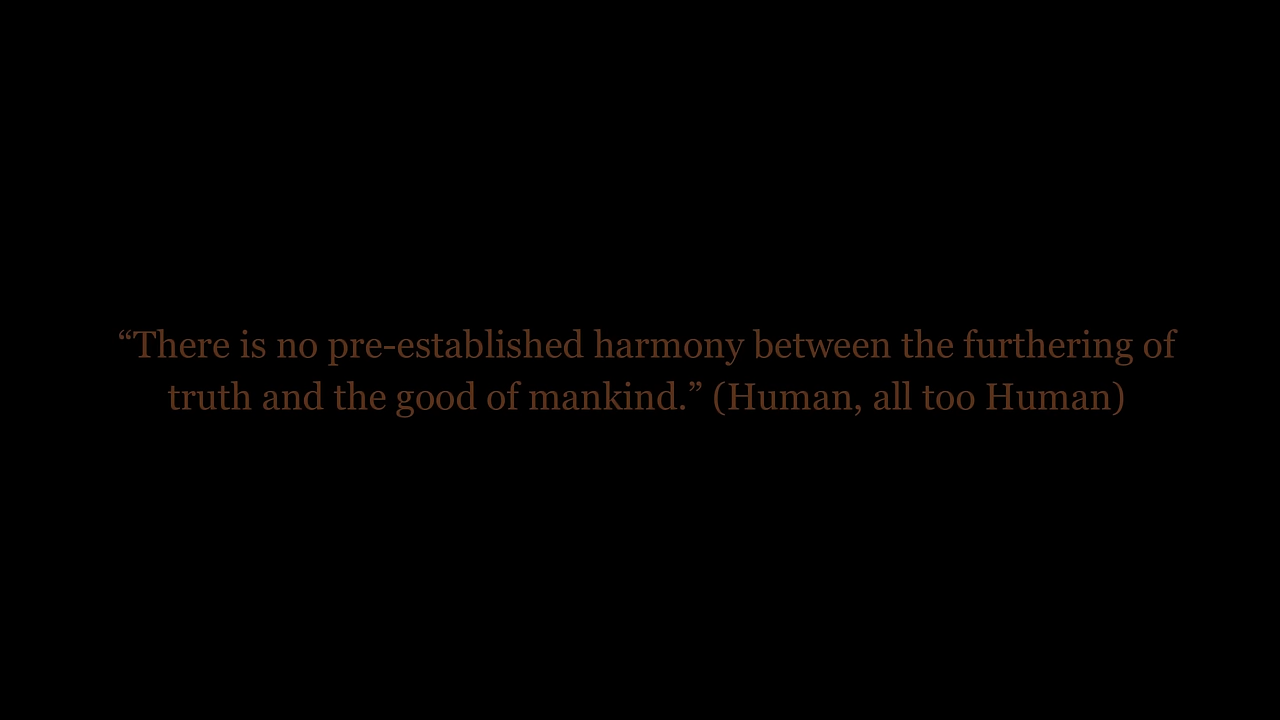 “There is no pre-established harmony between the furthering of
truth and the good of mankind.” (Human, all too Human)